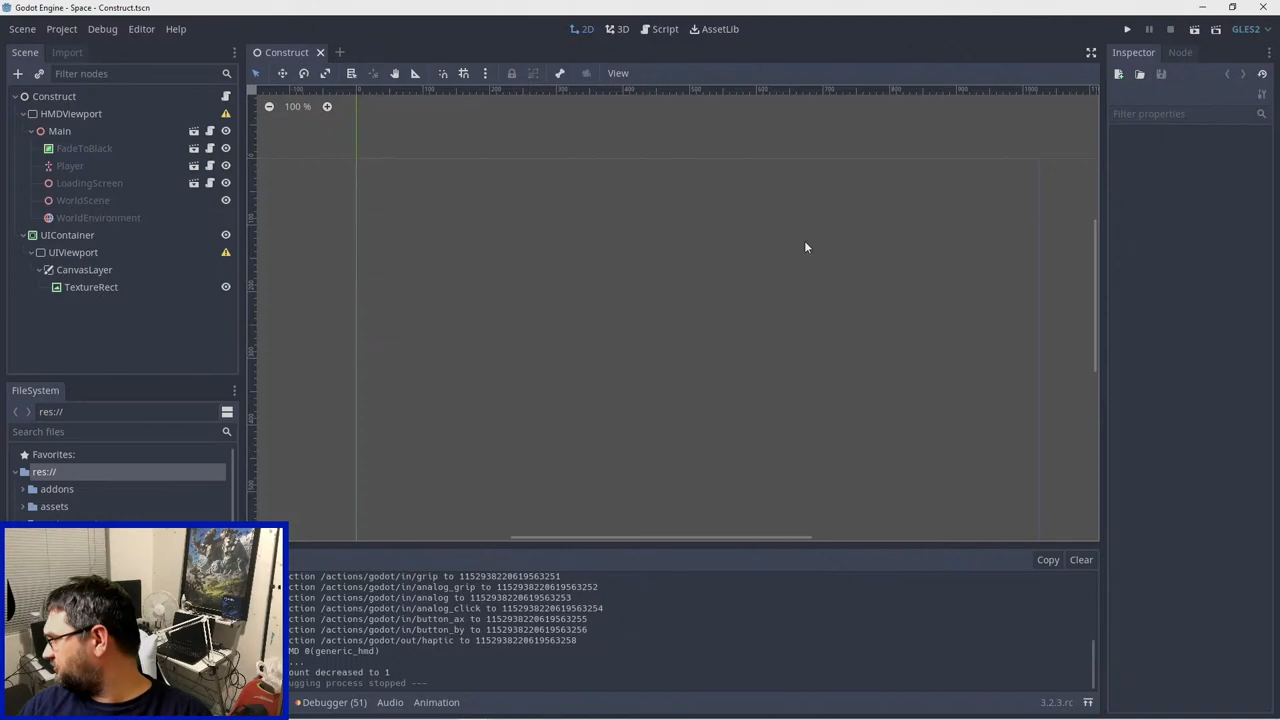 Godot Engine - Space - Construct.tscn
Scene Project Debug Editor Help
2D 3D Script AssetLib
GLES2
Scene Import
Filter nodes
Construct
HMDViewport
Main
FadeToBlack
Player
LoadingScreen
WorldScene
WorldEnvironment
UIContainer
UIViewport
CanvasLayer
TextureRect
FileSystem
res://
Search files
Favorites:
res://
addons
assets
Construct
View
100 %
Inspector Node
Filter properties
Copy Clear
ction /actions/godot/in/grip to 1152938220619563251
ction /actions/godot/in/analog_grip to 1152938220619563252
ction /actions/godot/in/analog to 1152938220619563253
ction /actions/godot/in/analog_click to 1152938220619563254
ction /actions/godot/in/button_ax to 1152938220619563255
ction /actions/godot/in/button_by to 1152938220619563256
ction /actions/godot/out/haptic to 1152938220619563258
MD 0(generic_hmd)
...
ount decreased to 1
ugging process stopped ---
Debugger (51) Audio Animation
3.2.3.rc